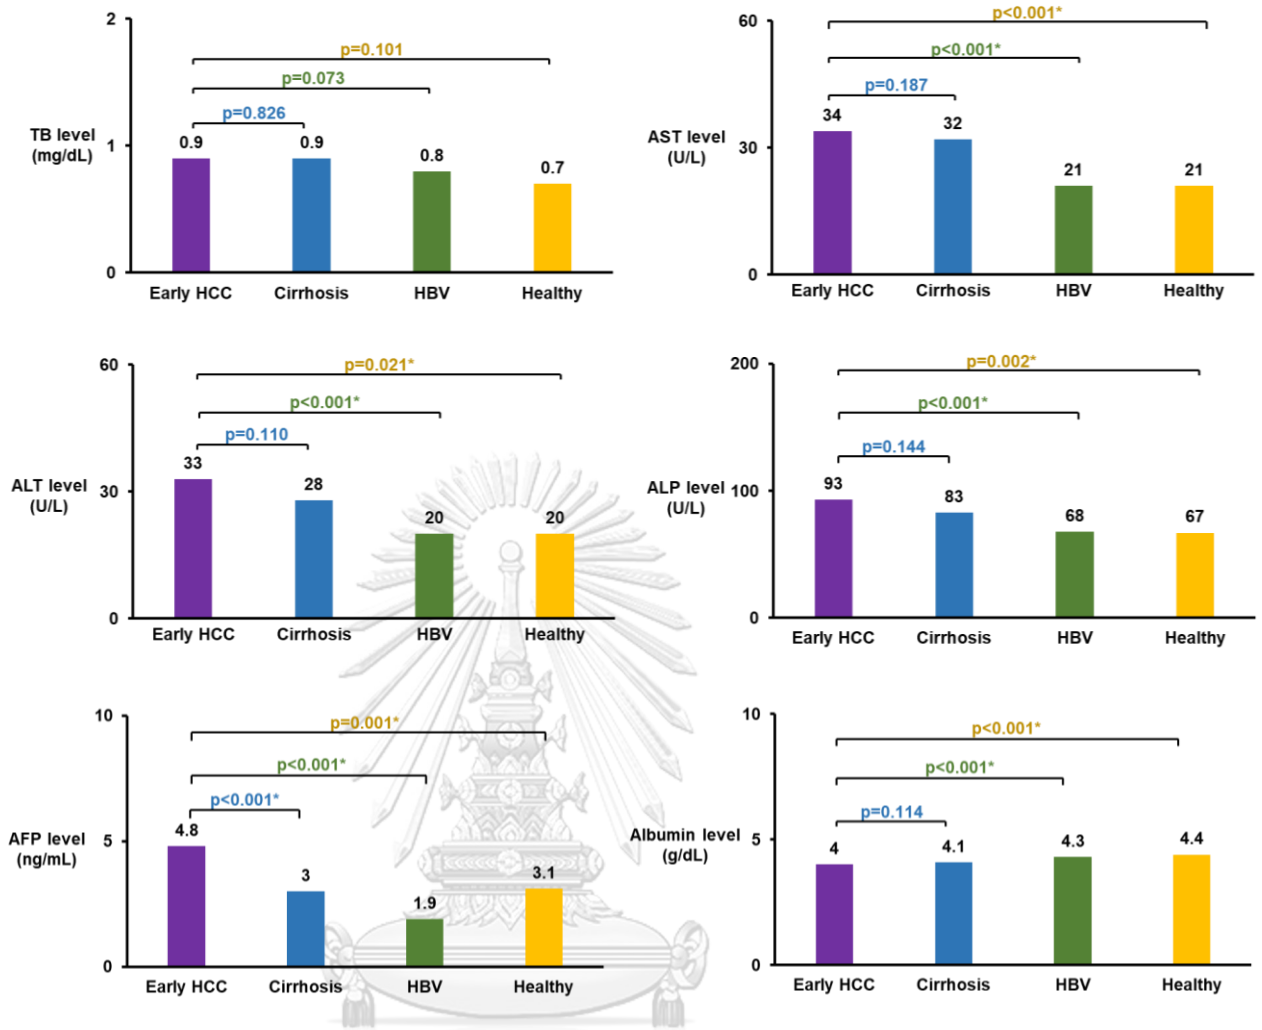 2
p=0.101
p=0.073
p=0.826
TB level
(mg/dL)
1
0.9
0.9
0.8
0.7
0
Early HCC
Cirrhosis
HBV
Healthy
60
p<0.001*
p<0.001*
p=0.187
AST level
(U/L)
30
34
32
21
21
0
Early HCC
Cirrhosis
HBV
Healthy
60
p=0.021*
p<0.001*
p=0.110
ALT level
(U/L)
30
33
28
20
20
0
Early HCC
Cirrhosis
HBV
Healthy
200
p=0.002*
p<0.001*
p=0.144
ALP level
(U/L)
100
93
83
68
67
0
Early HCC
Cirrhosis
HBV
Healthy
10
p=0.001*
p<0.001*
p<0.001*
AFP level
(ng/mL)
5
4.8
3
1.9
3.1
0
Early HCC
Cirrhosis
HBV
Healthy
10
p<0.001*
p<0.001*
p=0.114
Albumin level
(g/dL)
5
4
4.1
4.3
4.4
0
Early HCC
Cirrhosis
HBV
Healthy